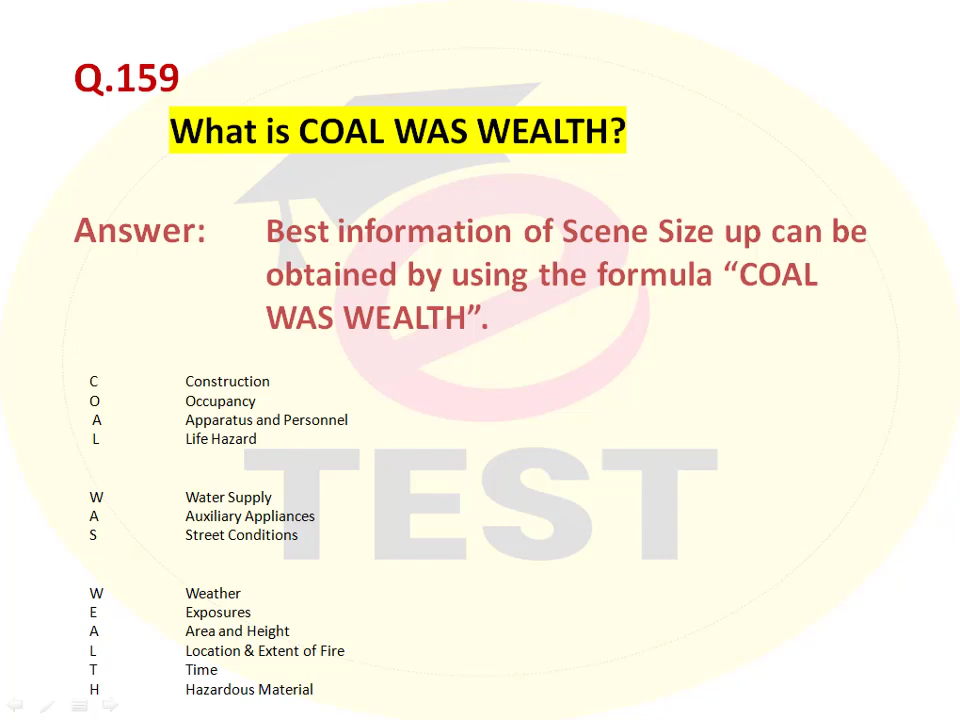 Q.159
What is COAL WAS WEALTH?
Answer: Best information of Scene Size up can be
obtained by using the formula “COAL
WAS WEALTH”.
C Construction
O Occupancy
A Apparatus and Personnel
L Life Hazard
W Water Supply
A Auxiliary Appliances
S Street Conditions
W Weather
E Exposures
A Area and Height
L Location & Extent of Fire
T Time
H Hazardous Material
TEST